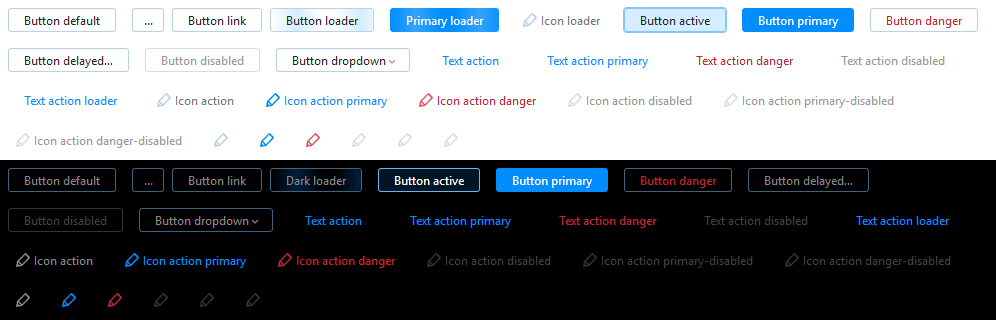 Button default ... Button link Button loader Primary loader Icon loader Button active Button primary Button danger
Button delayed... Button disabled Button dropdown Text action Text action primary Text action danger Text action disabled
Text action loader Icon action Icon action primary Icon action danger Icon action disabled Icon action primary-disabled
Icon action danger-disabled
Button default ... Button link Dark loader Button active Button primary Button danger Button delayed...
Button disabled Button dropdown Text action Text action primary Text action danger Text action disabled Text action loader
Icon action Icon action primary Icon action danger Icon action disabled Icon action primary-disabled Icon action danger-disabled